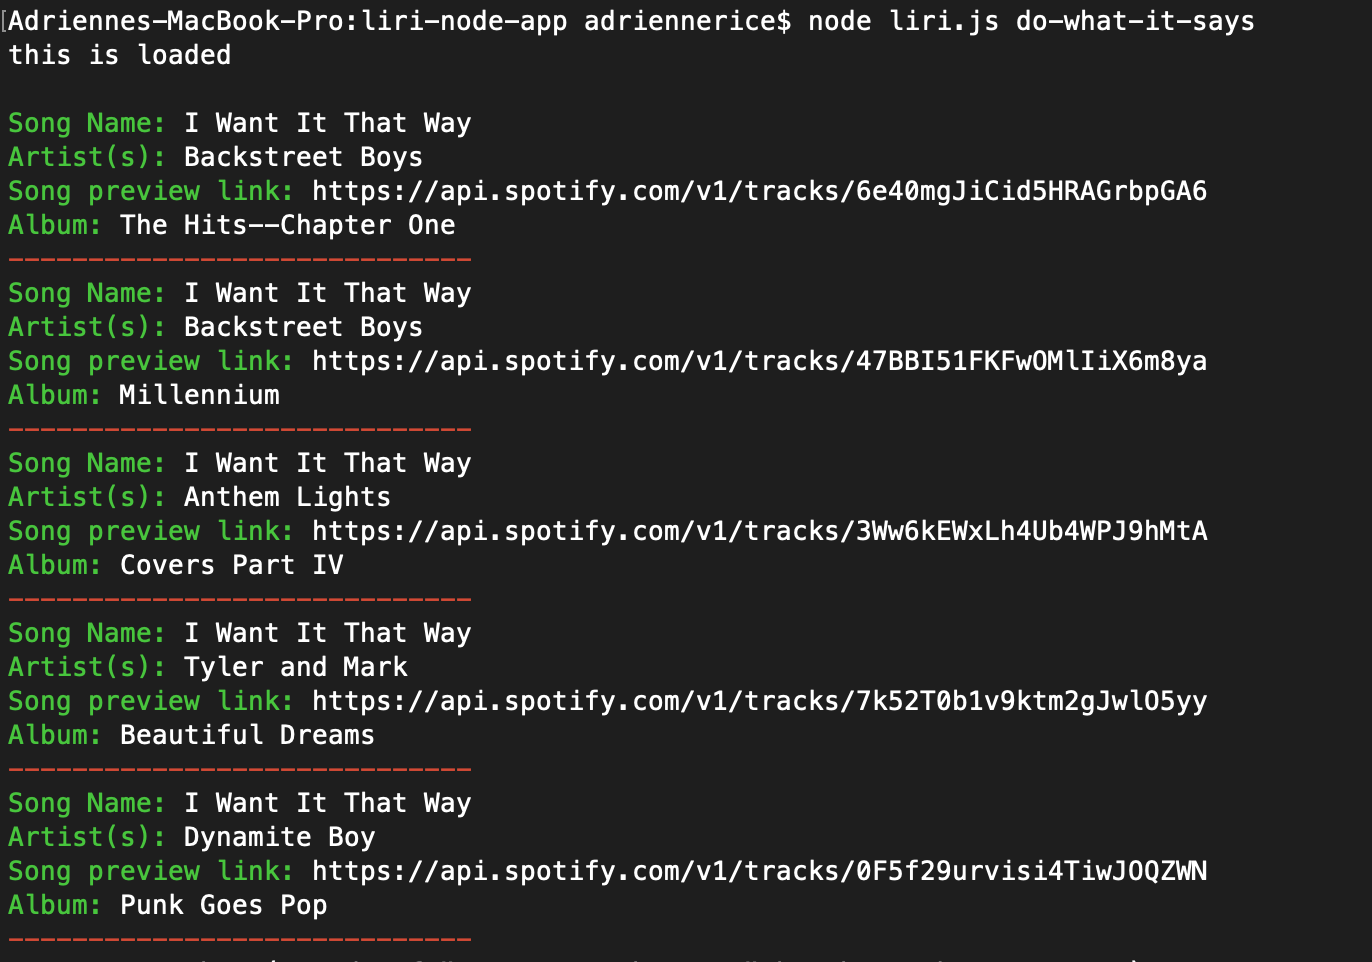 Adriennes-MacBook-Pro:liri-node-app adriennerice$ node liri.js do-what-it-says
this is loaded
Song Name: I Want It That Way
Artist(s): Backstreet Boys
Song preview link: https://api.spotify.com/v1/tracks/6e40mgJiCid5HRAGrbpGA6
Album: The Hits--Chapter One
-----------------------------
Song Name: I Want It That Way
Artist(s): Backstreet Boys
Song preview link: https://api.spotify.com/v1/tracks/47BBI51FKFwOMlIiX6m8ya
Album: Millennium
-----------------------------
Song Name: I Want It That Way
Artist(s): Anthem Lights
Song preview link: https://api.spotify.com/v1/tracks/3Ww6kEWxLh4Ub4WPJ9hMtA
Album: Covers Part IV
-----------------------------
Song Name: I Want It That Way
Artist(s): Tyler and Mark
Song preview link: https://api.spotify.com/v1/tracks/7k52T0b1v9ktm2gJwlO5yy
Album: Beautiful Dreams
-----------------------------
Song Name: I Want It That Way
Artist(s): Dynamite Boy
Song preview link: https://api.spotify.com/v1/tracks/0F5f29urvisi4TiwJOQZWN
Album: Punk Goes Pop
-----------------------------